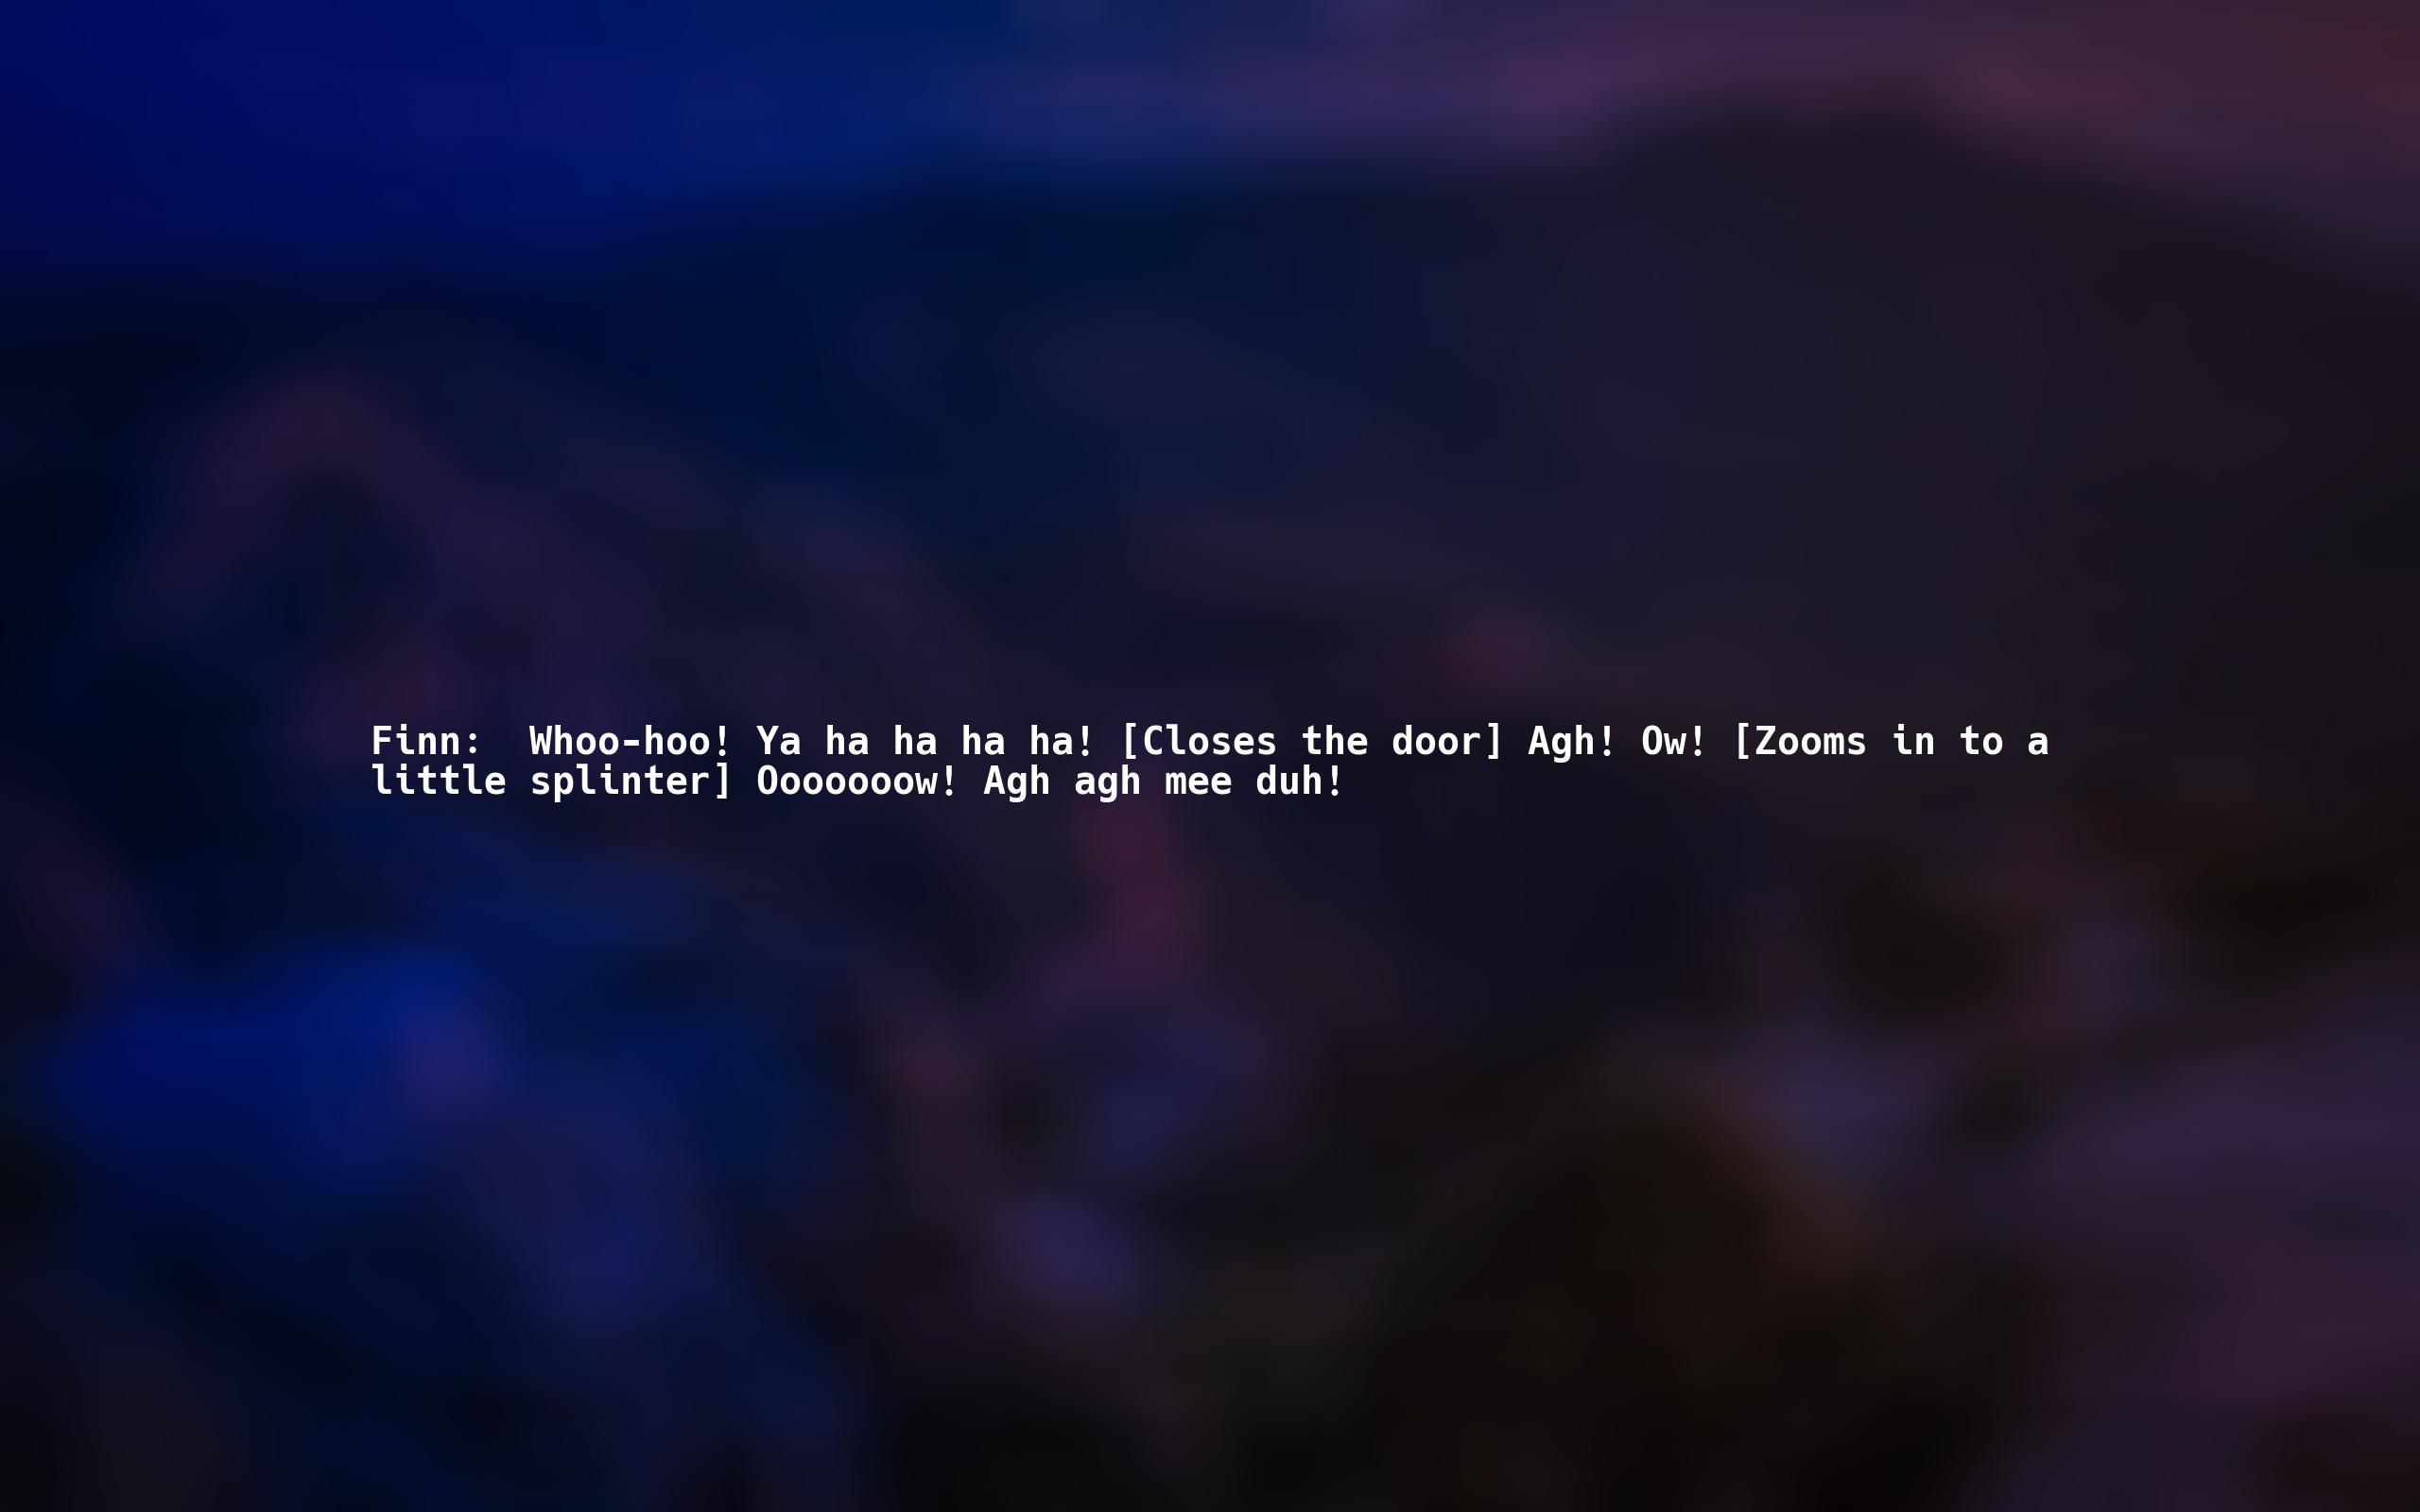 Finn:  Whoo-hoo! Ya ha ha ha ha! [Closes the door] Agh! Ow! [Zooms in to a
little splinter] Ooooooow! Agh agh mee duh!